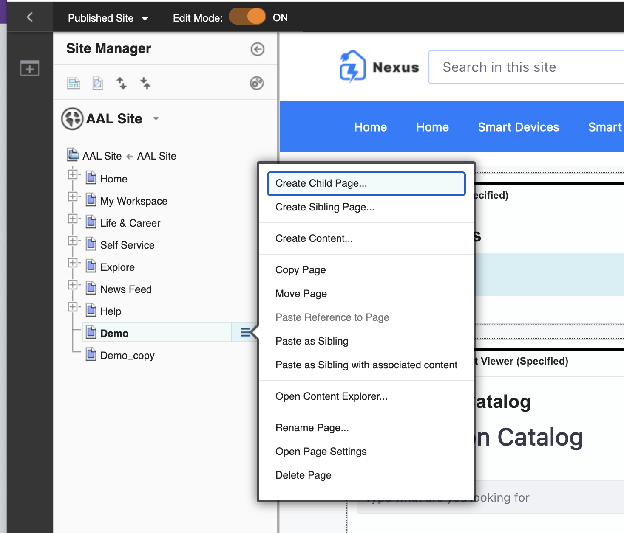 Published Site
Edit Mode:
ON
Site Manager
AAL Site
AAL Site ← AAL Site
Home
My Workspace
Life & Career
Self Service
Explore
News Feed
Help
Demo
Demo_copy
Create Child Page...
Create Sibling Page...
Create Content...
Copy Page
Move Page
Paste Reference to Page
Paste as Sibling
Paste as Sibling with associated content
Open Content Explorer...
Rename Page...
Open Page Settings
Delete Page
Nexus
Search in this site
Home
Home
Smart Devices
Smart
ecified)
s
t Viewer (Specified)
atalog
on Catalog
Type what are you looking for